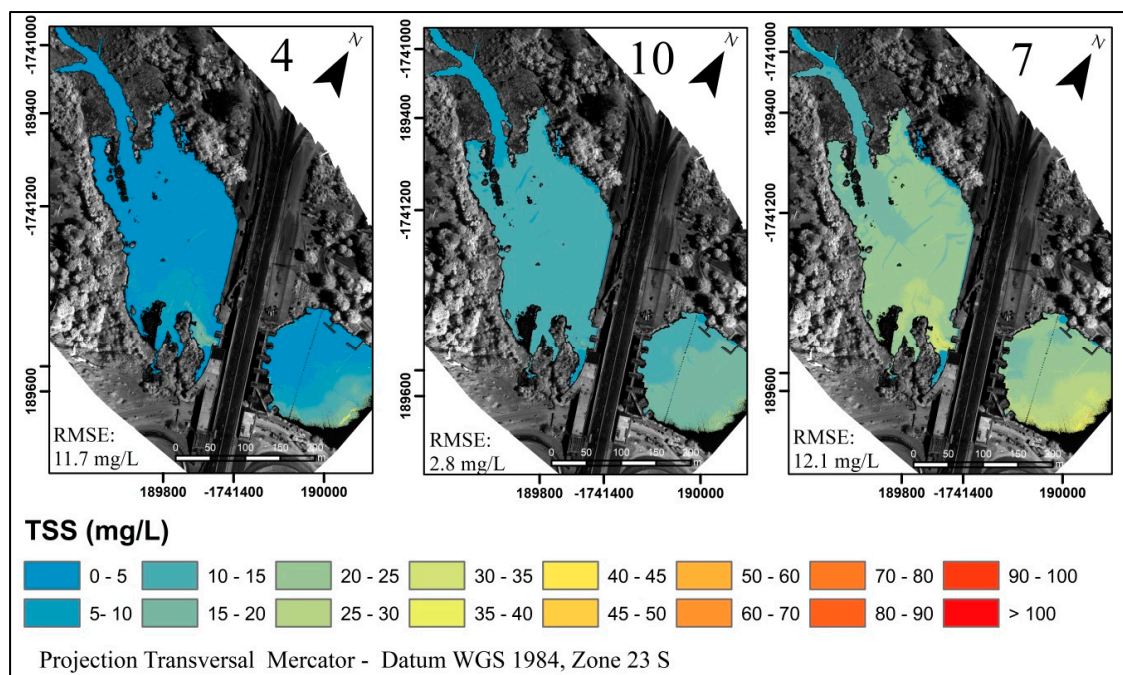 4
N
-1741000
189400
-1741200
189600
RMSE:
11.7 mg/L
0 50 100 150 200
m
189800 -1741400 190000
10
N
-1741000
189400
-1741200
189600
RMSE:
2.8 mg/L
0 50 100 150 200
m
189800 -1741400 190000
7
N
-1741000
189400
-1741200
189600
RMSE:
12.1 mg/L
0 50 100 150 200
m
189800 -1741400 190000
TSS (mg/L)
0 - 5 10 - 15 20 - 25 30 - 35 40 - 45 50 - 60 70 - 80 90 - 100
5- 10 15 - 20 25 - 30 35 - 40 45 - 50 60 - 70 80 - 90 > 100
Projection Transversal Mercator - Datum WGS 1984, Zone 23 S